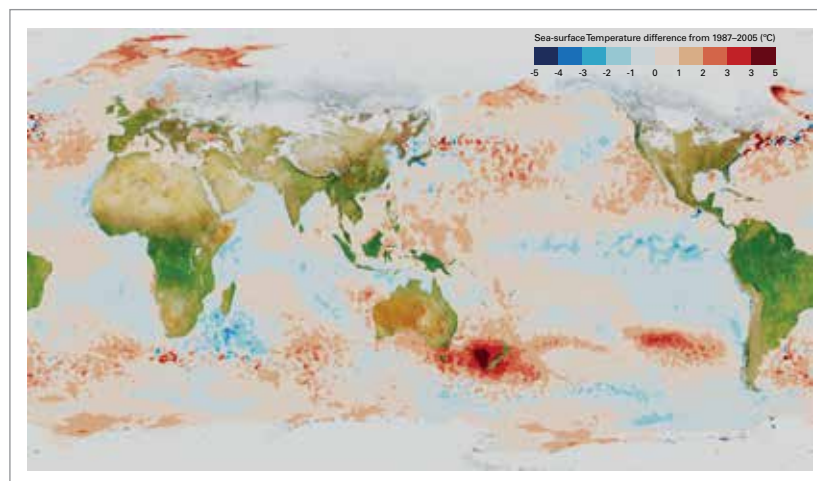 Sea-surface Temperature difference from 1987–2005 (°C)
-5 -4 -3 -2 -1 0 1 2 3 3 5